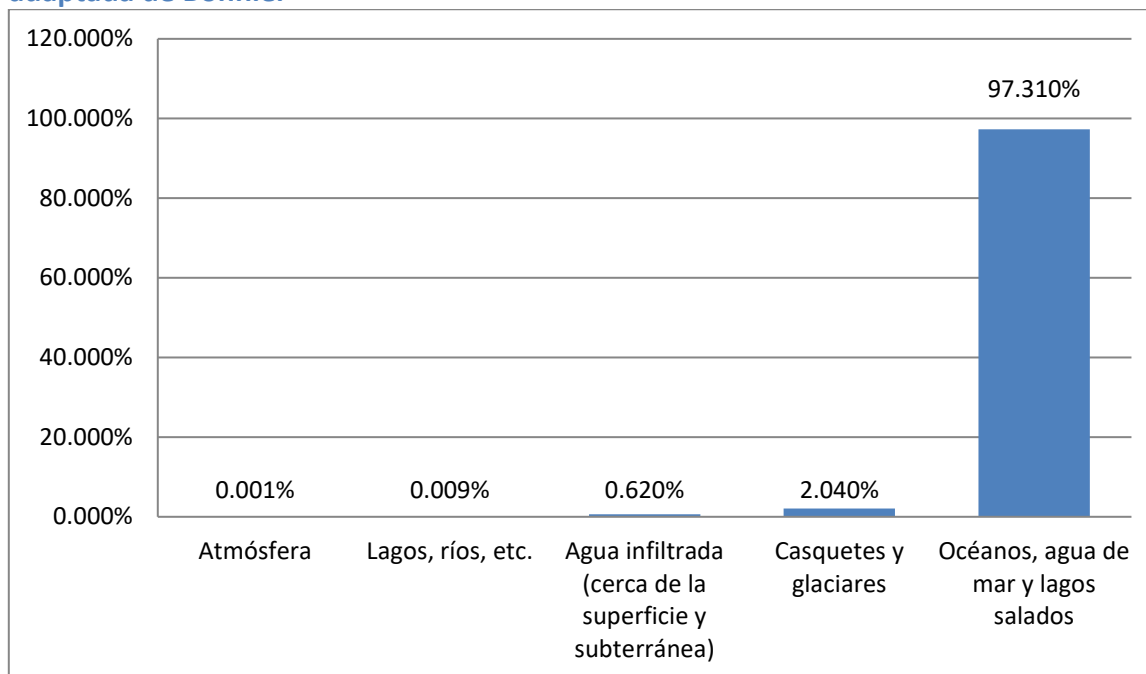 120.000%
100.000%
80.000%
60.000%
40.000%
20.000%
0.000%
0.001%
0.009%
0.620%
2.040%
97.310%
Atmósfera
Lagos, ríos, etc.
Agua infiltrada
(cerca de la
superficie y
subterránea)
Casquetes y
glaciares
Océanos, agua de
mar y lagos
salados